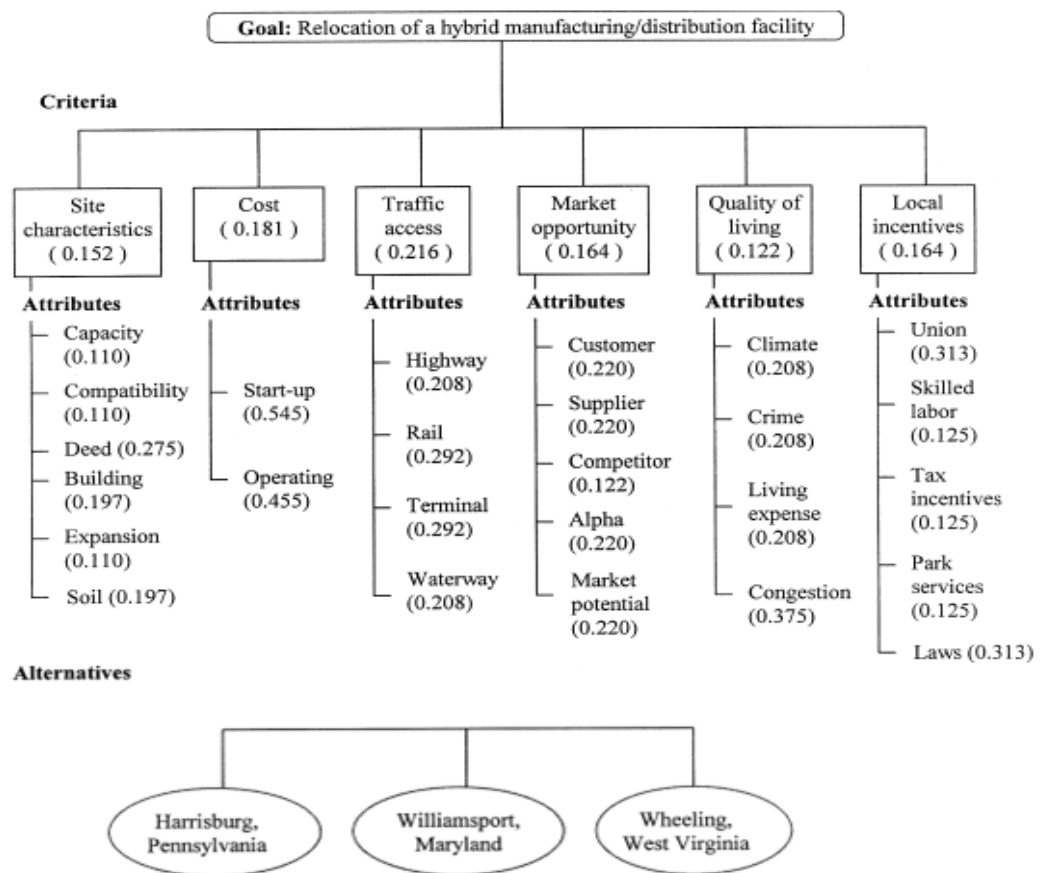 Goal: Relocation of a hybrid manufacturing/distribution facility
Criteria
Site
characteristics
( 0.152 )
Cost
( 0.181 )
Traffic
access
( 0.216 )
Market
opportunity
( 0.164 )
Quality of
living
( 0.122 )
Local
incentives
( 0.164 )
Attributes
Capacity
(0.110)
Compatibility
(0.110)
Deed (0.275)
Building
(0.197)
Expansion
(0.110)
Soil (0.197)
Attributes
Start-up
(0.545)
Operating
(0.455)
Attributes
Highway
(0.208)
Rail
(0.292)
Terminal
(0.292)
Waterway
(0.208)
Attributes
Customer
(0.220)
Supplier
(0.220)
Competitor
(0.122)
Alpha
(0.220)
Market
potential
(0.220)
Attributes
Climate
(0.208)
Crime
(0.208)
Living
expense
(0.208)
Congestion
(0.375)
Attributes
Union
(0.313)
Skilled
labor
(0.125)
Tax
incentives
(0.125)
Park
services
(0.125)
Laws (0.313)
Alternatives
Harrisburg,
Pennsylvania
Williamsport,
Maryland
Wheeling,
West Virginia